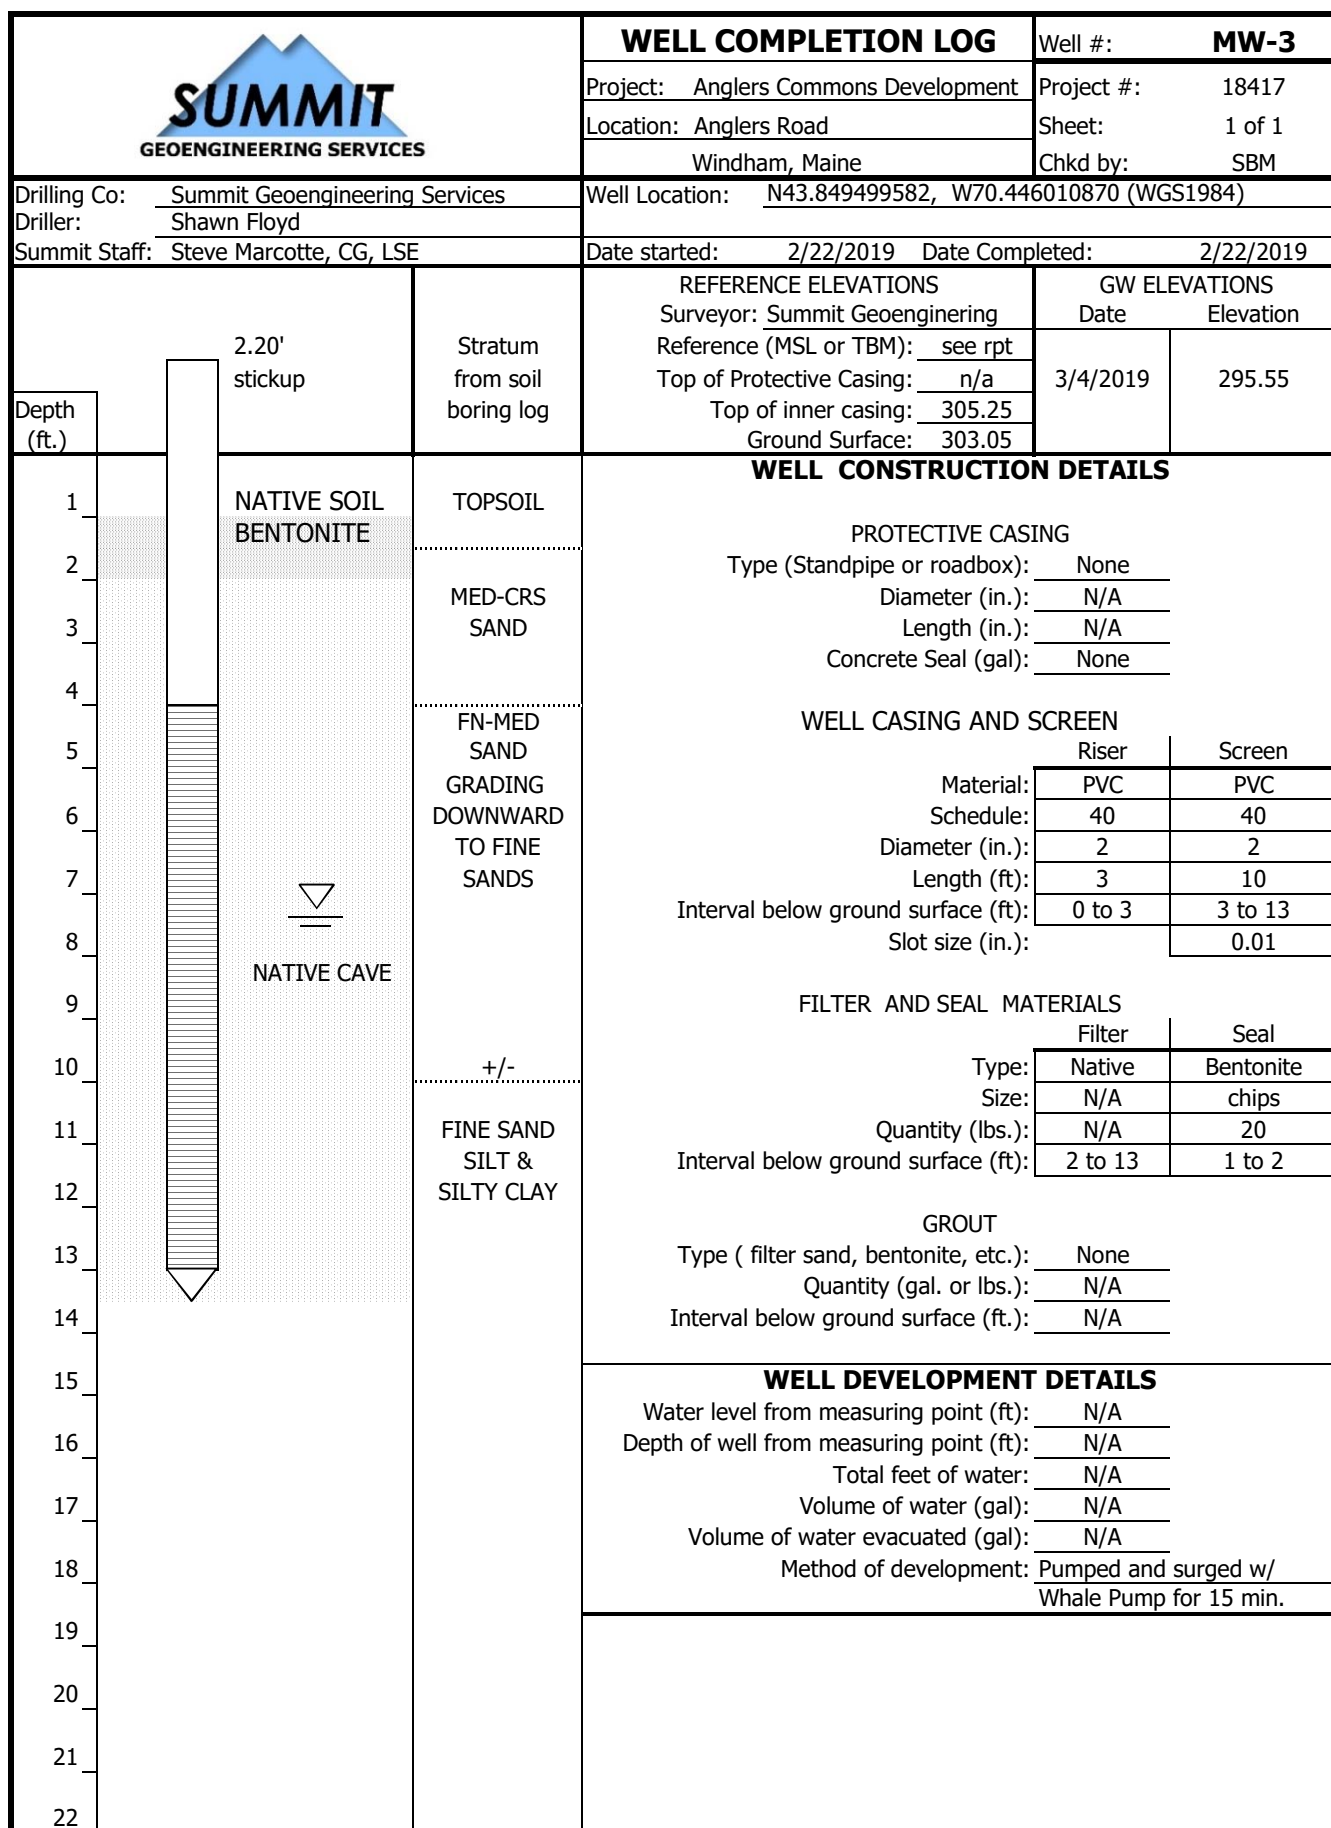 SUMMIT
GEOENGINEERING SERVICES
WELL COMPLETION LOG
Well #: MW-3
Project: Anglers Commons Development
Project #: 18417
Location: Anglers Road
Sheet: 1 of 1
Windham, Maine
Chkd by: SBM
Drilling Co: Summit Geoengineering Services
Well Location: N43.849499582, W70.446010870 (WGS1984)
Driller: Shawn Floyd
Summit Staff: Steve Marcotte, CG, LSE
Date started: 2/22/2019 Date Completed: 2/22/2019
2.20'
stickup
Depth
(ft.)
Stratum
from soil
boring log
REFERENCE ELEVATIONS
Surveyor: Summit Geoenginering
Reference (MSL or TBM): see rpt
Top of Protective Casing: n/a
Top of inner casing: 305.25
Ground Surface: 303.05
GW ELEVATIONS
Date Elevation
3/4/2019 295.55
1
2
3
4
5
6
7
8
9
10
11
12
13
14
15
16
17
18
19
20
21
22
NATIVE SOIL
BENTONITE
NATIVE CAVE
TOPSOIL
MED-CRS
SAND
FN-MED
SAND
GRADING
DOWNWARD
TO FINE
SANDS
+/-
FINE SAND
SILT &
SILTY CLAY
WELL CONSTRUCTION DETAILS
PROTECTIVE CASING
Type (Standpipe or roadbox): None
Diameter (in.): N/A
Length (in.): N/A
Concrete Seal (gal): None
WELL CASING AND SCREEN
Riser Screen
Material: PVC PVC
Schedule: 40 40
Diameter (in.): 2 2
Length (ft): 3 10
Interval below ground surface (ft): 0 to 3 3 to 13
Slot size (in.): 0.01
FILTER AND SEAL MATERIALS
Filter Seal
Type: Native Bentonite
Size: N/A chips
Quantity (lbs.): N/A 20
Interval below ground surface (ft): 2 to 13 1 to 2
GROUT
Type ( filter sand, bentonite, etc.): None
Quantity (gal. or lbs.): N/A
Interval below ground surface (ft.): N/A
WELL DEVELOPMENT DETAILS
Water level from measuring point (ft): N/A
Depth of well from measuring point (ft): N/A
Total feet of water: N/A
Volume of water (gal): N/A
Volume of water evacuated (gal): N/A
Method of development: Pumped and surged w/
Whale Pump for 15 min.